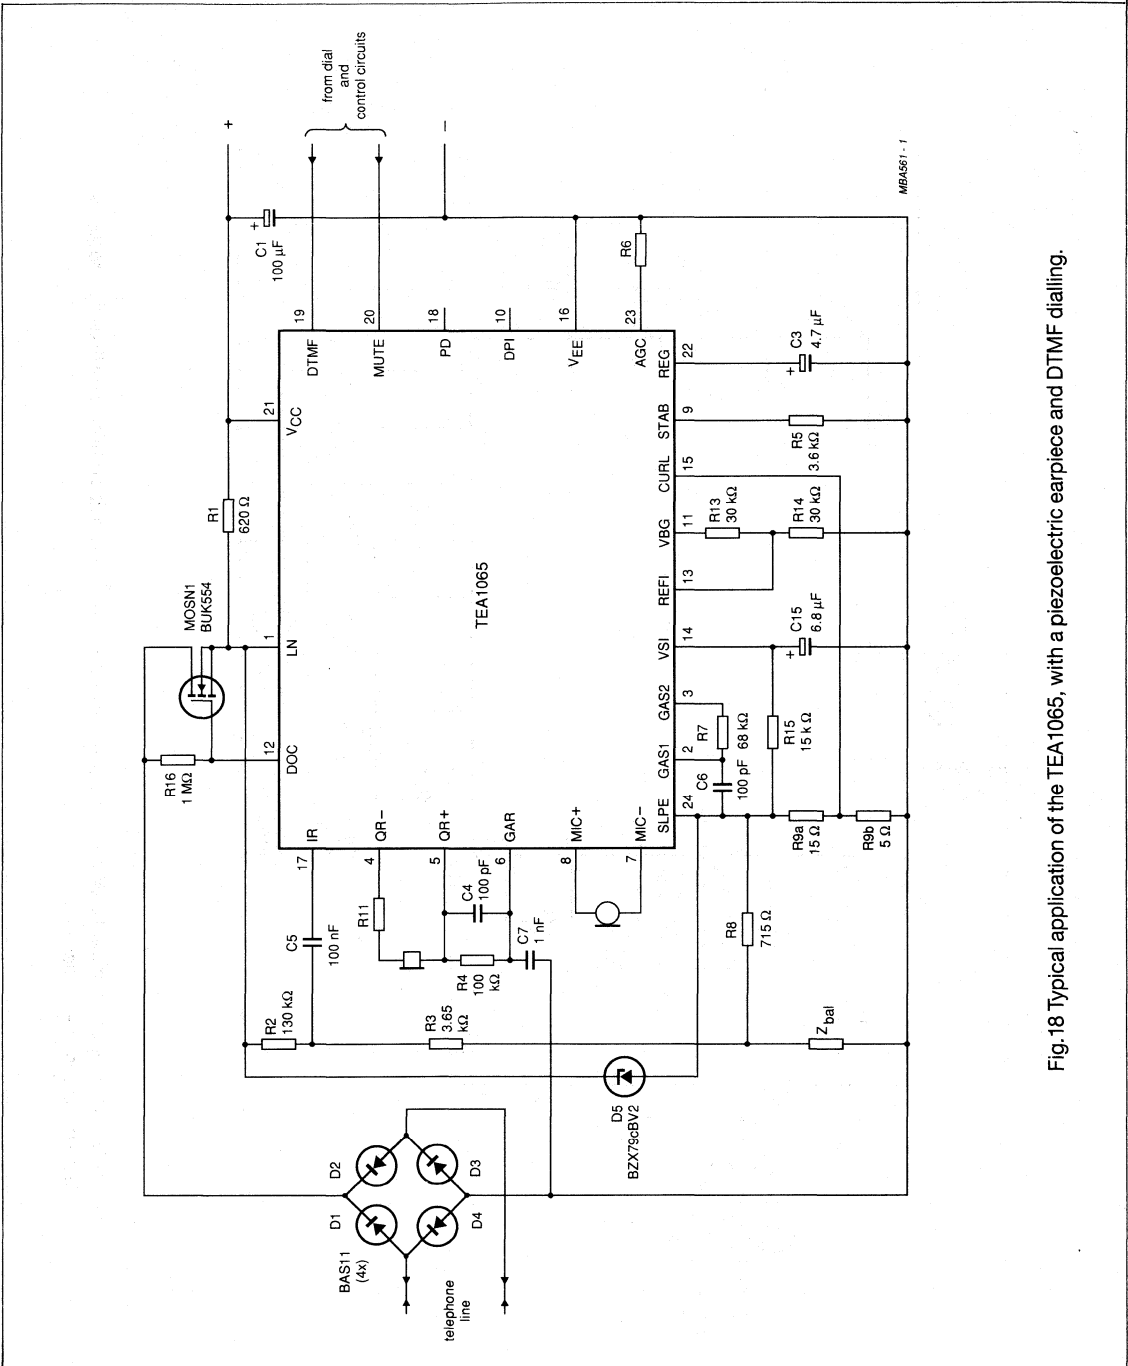 from dial
and
control circuits
+
−
+
C1
100 µF
R6
MBA561 - 1
19
20
18
10
16
23
DTMF
MUTE
PD
DPI
VEE
AGC
21
VCC
R1
620 Ω
MOSN1
BUK554
1
LN
12
DOC
R16
1 MΩ
TEA1065
REG
22
C3
4.7 µF
+
STAB
9
R5
3.6 kΩ
CURL
15
VBG
11
R13
30 kΩ
R14
30 kΩ
REFI
13
VSI
14
C15
6.8 µF
+
GAS2
3
R7
68 kΩ
GAS1
2
C6
100 pF
R15
15 kΩ
SLPE
24
R9a
15 Ω
R9b
5 Ω
IR
QR−
QR+
GAR
MIC+
MIC−
17
4
5
6
8
7
C5
100 nF
R11
C4
100 pF
R4
100
kΩ
C7
1 nF
R8
715 Ω
R2
130 kΩ
R3
3.65
kΩ
Zbal
D5
BZX79cBV2
D2
D3
D1
D4
BAS11
(4x)
telephone
line
Fig.18 Typical application of the TEA1065, with a piezoelectric earpiece and DTMF dialling.